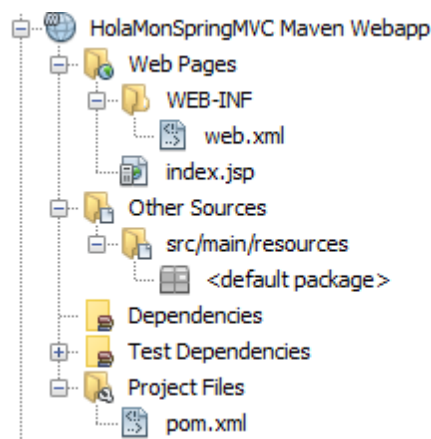 HolaMonSpringMVC Maven Webapp
Web Pages
WEB-INF
web.xml
index.jsp
Other Sources
src/main/resources
<default package>
Dependencies
Test Dependencies
Project Files
pom.xml